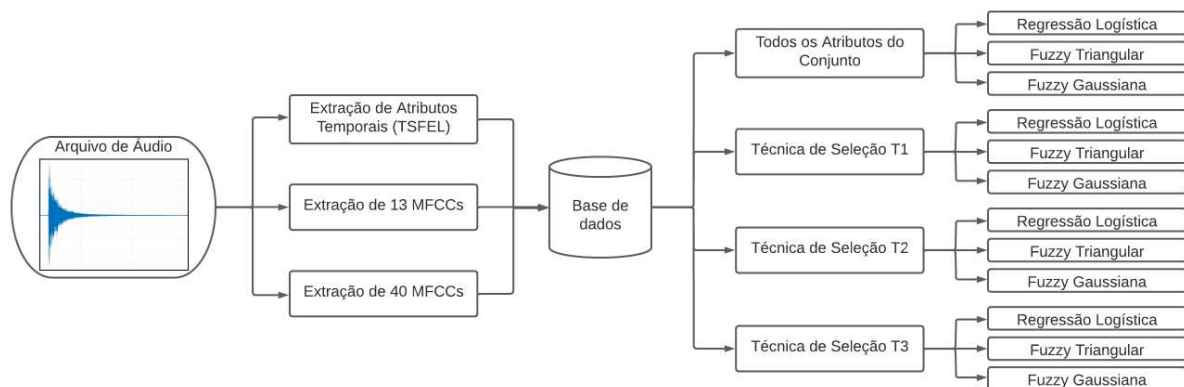 Arquivo de Áudio
Extração de Atributos
Temporais (TSFEL)
Extração de 13 MFCCs
Extração de 40 MFCCs
Base de
dados
Todos os Atributos do
Conjunto
Regressão Logística
Fuzzy Triangular
Fuzzy Gaussiana
Técnica de Seleção T1
Regressão Logística
Fuzzy Triangular
Fuzzy Gaussiana
Técnica de Seleção T2
Regressão Logística
Fuzzy Triangular
Fuzzy Gaussiana
Técnica de Seleção T3
Regressão Logística
Fuzzy Triangular
Fuzzy Gaussiana